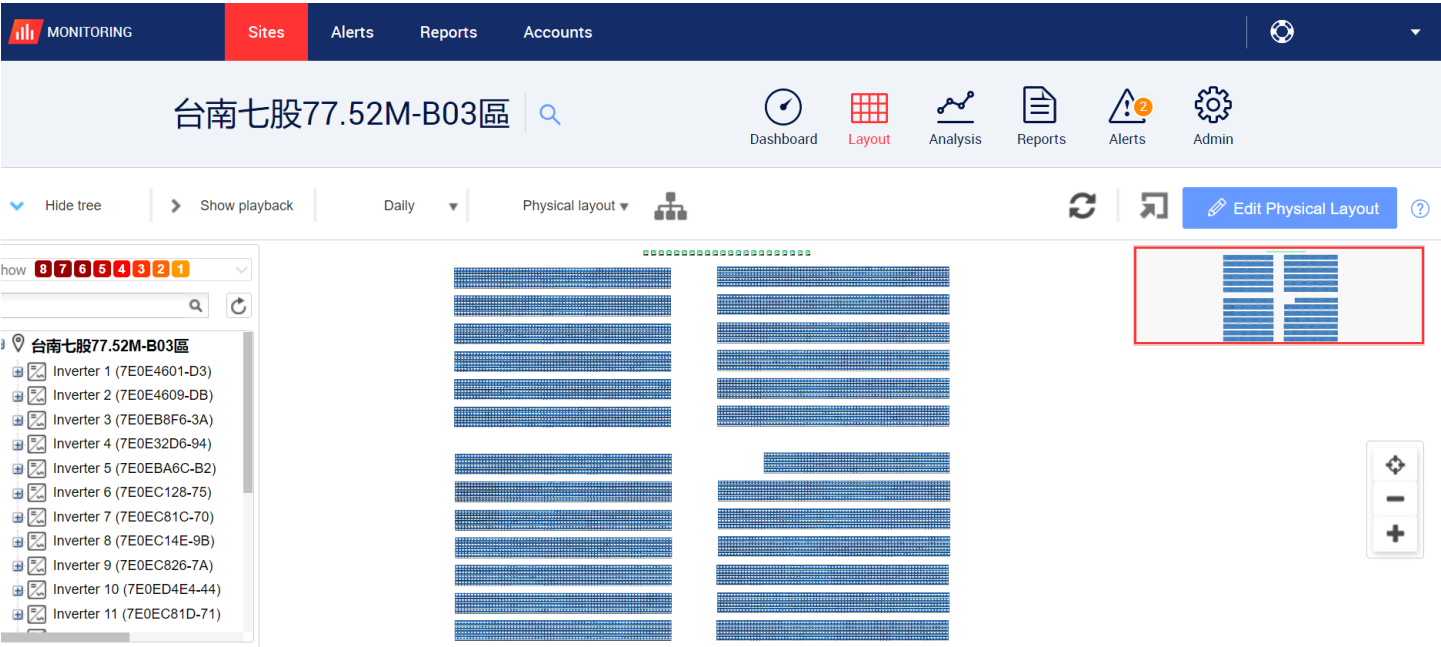 MONITORING Sites Alerts Reports Accounts
台南七股77.52M-B03區
2
Dashboard Layout Analysis Reports Alerts Admin
Hide tree Show playback Daily Physical layout Edit Physical Layout ?
how 8 7 6 5 4 3 2 1
台南七股77.52M-B03區
Inverter 1 (7E0E4601-D3)
Inverter 2 (7E0E4609-DB)
Inverter 3 (7E0EB8F6-3A)
Inverter 4 (7E0E32D6-94)
Inverter 5 (7E0EBA6C-B2)
Inverter 6 (7E0EC128-75)
Inverter 7 (7E0EC81C-70)
Inverter 8 (7E0EC14E-9B)
Inverter 9 (7E0EC826-7A)
Inverter 10 (7E0ED4E4-44)
Inverter 11 (7E0EC81D-71)